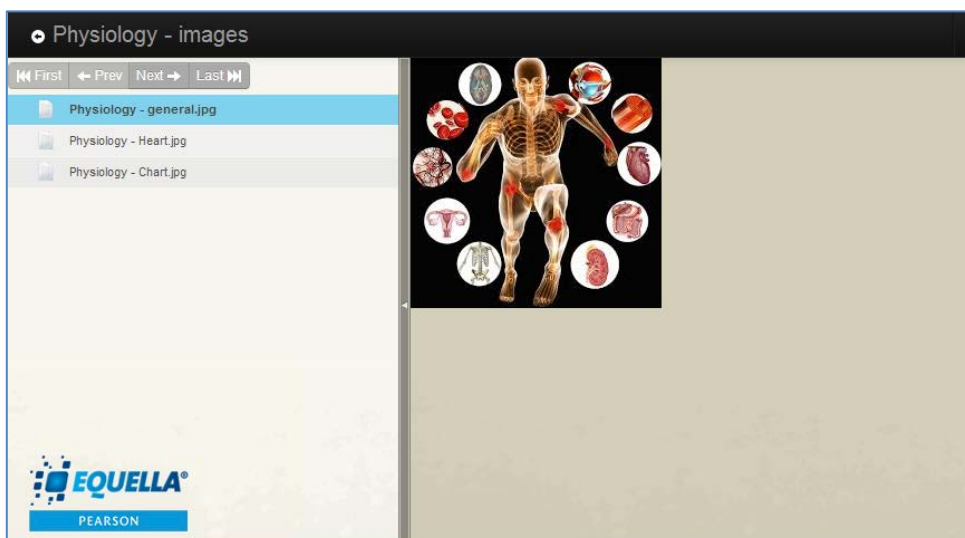 Physiology - images
First Prev Next Last
Physiology - general.jpg
Physiology - Heart.jpg
Physiology - Chart.jpg
EQUELLA®
PEARSON